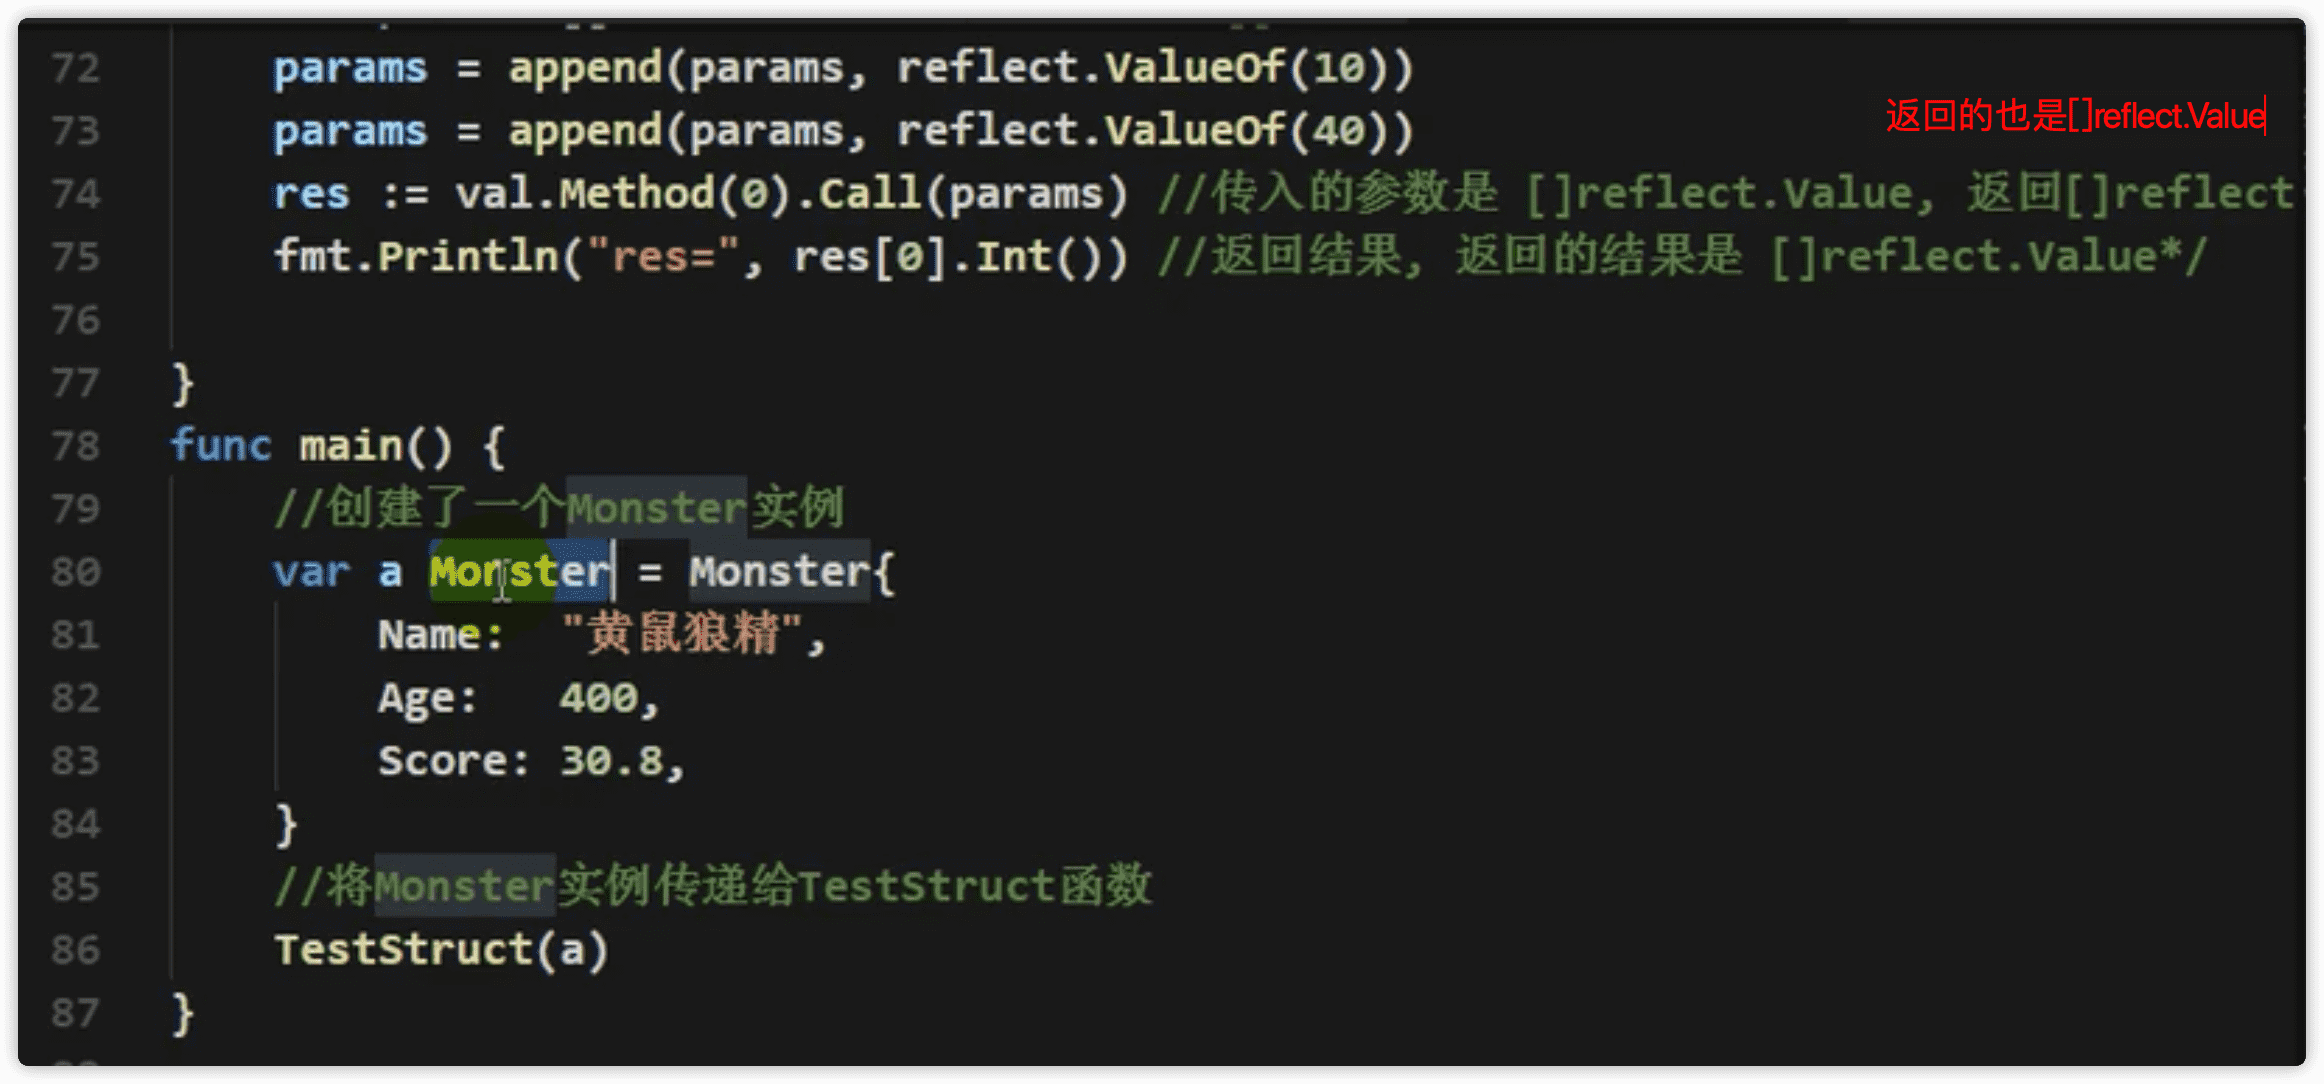 72 params = append(params, reflect.ValueOf(10))
73 params = append(params, reflect.ValueOf(40))
返回的也是[]reflect.Value
74 res := val.Method(0).Call(params) //传入的参数是 []reflect.Value, 返回[]reflect
75 fmt.Println("res=", res[0].Int()) //返回结果, 返回的结果是 []reflect.Value*/
76
77 }
78 func main() {
79 //创建了一个Monster实例
80 var a Monster = Monster{
81 Name: "黄鼠狼精",
82 Age: 400,
83 Score: 30.8,
84 }
85 //将Monster实例传递给TestStruct函数
86 TestStruct(a)
87 }